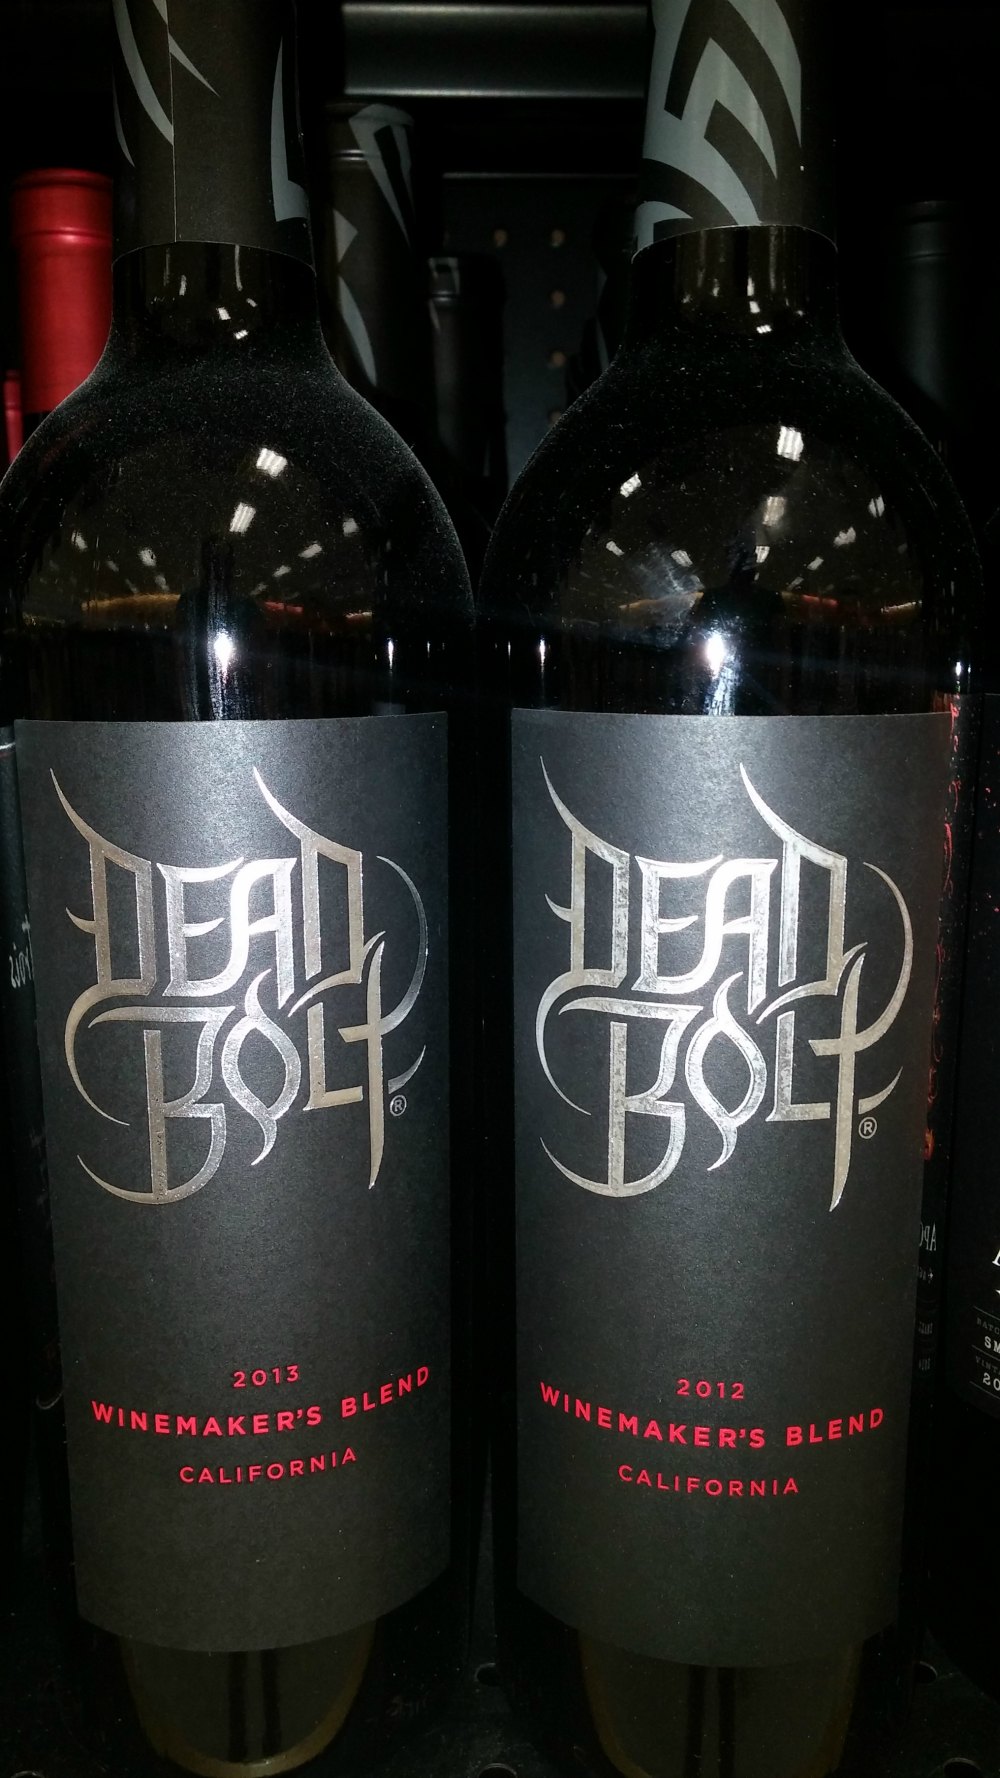 DEAD
BOLT®
2013
WINEMAKER'S BLEND
CALIFORNIA
DEAD
BOLT®
2012
WINEMAKER'S BLEND
CALIFORNIA